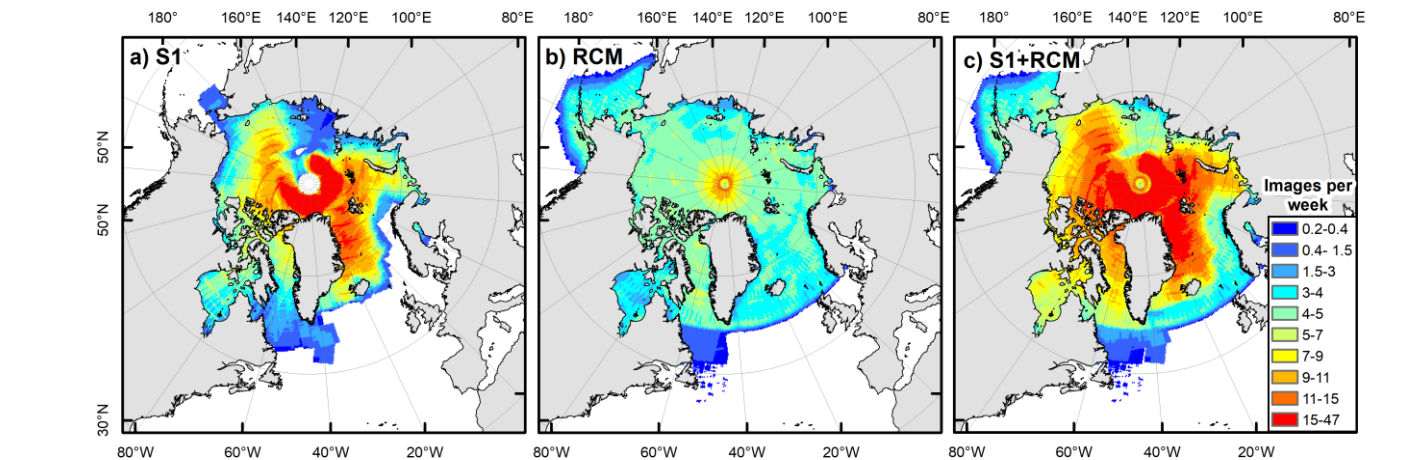 180° 160°E 140°E 120°E 100°E 80°E 180° 160°E 140°E 120°E 100°E 80°E 180° 160°E 140°E 120°E 100°E 80°E
a) S1 b) RCM c) S1+RCM
50°N
50°N
30°N
Images per
week
0.2-0.4
0.4- 1.5
1.5-3
3-4
4-5
5-7
7-9
9-11
11-15
15-47
80°W 60°W 40°W 20°W 80°W 60°W 40°W 20°W 80°W 60°W 40°W 20°W